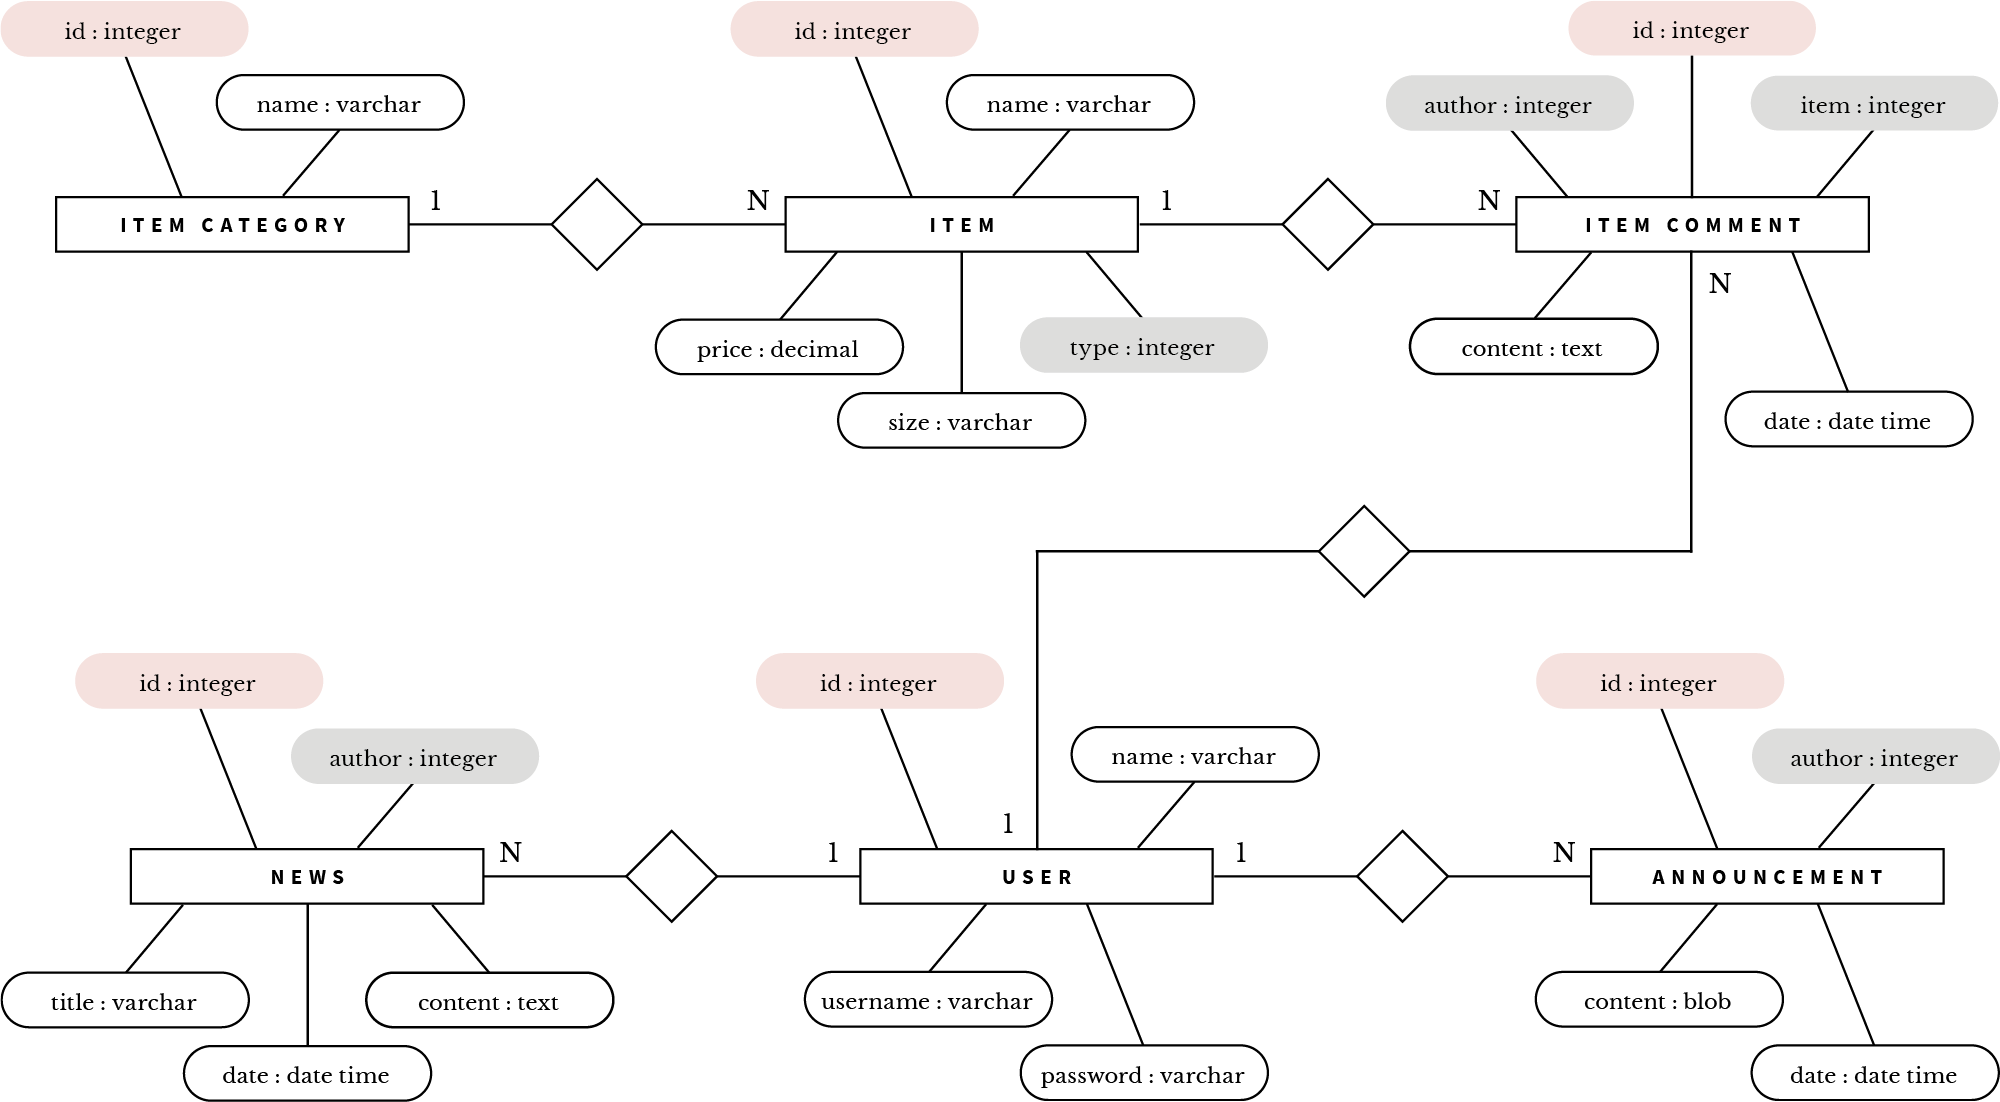 id : integer
id : integer
id : integer
name : varchar
name : varchar
author : integer
item : integer
ITEM CATEGORY
1
N
ITEM
1
N
ITEM COMMENT
N
price : decimal
type : integer
content : text
size : varchar
date : date time
id : integer
id : integer
id : integer
author : integer
name : varchar
author : integer
1
NEWS
N
1
USER
1
N
ANNOUNCEMENT
title : varchar
content : text
username : varchar
content : blob
date : date time
password : varchar
date : date time